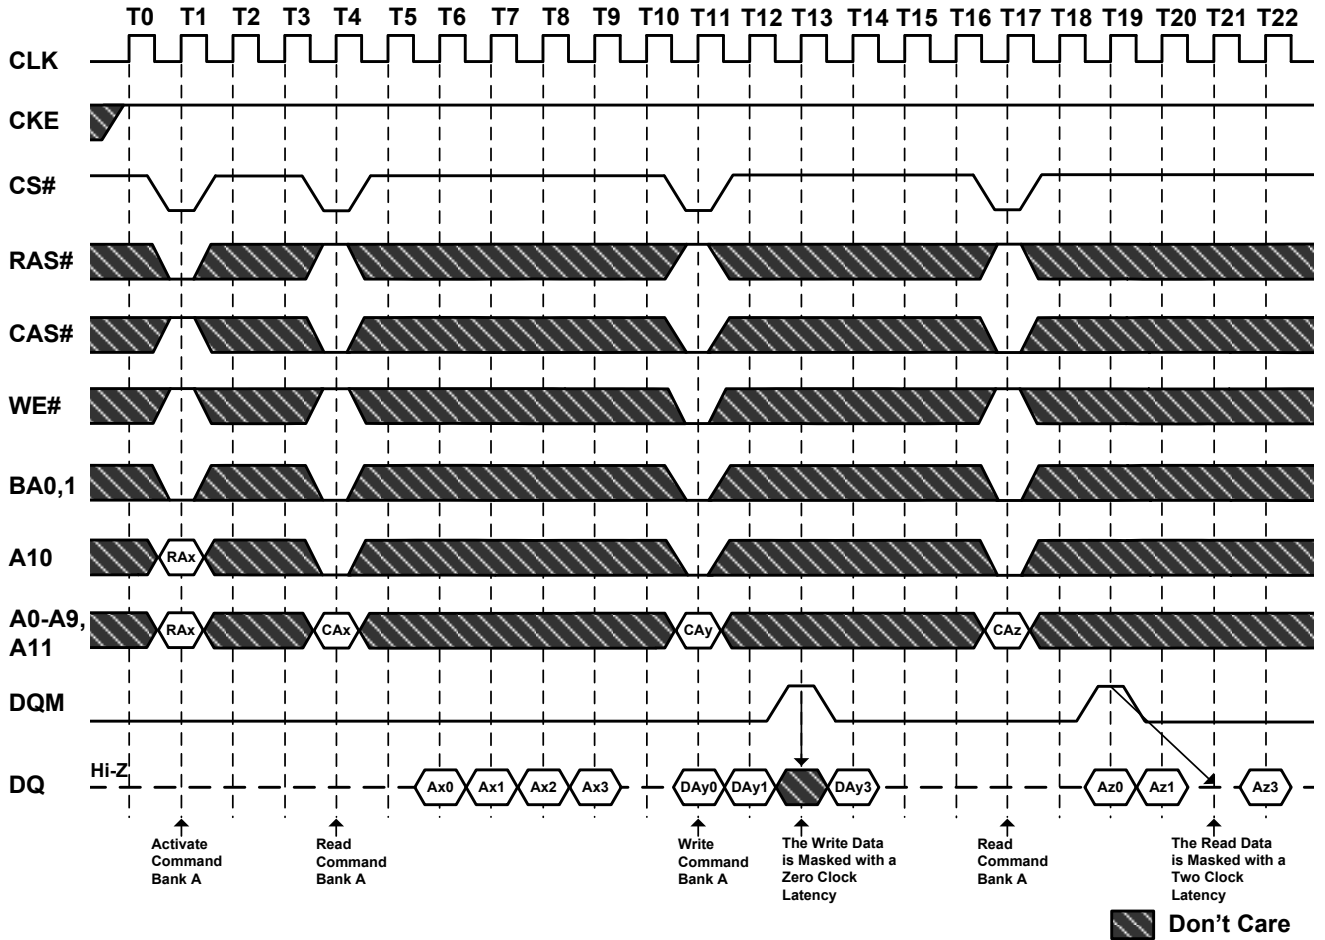 T0 T1 T2 T3 T4 T5 T6 T7 T8 T9 T10 T11 T12 T13 T14 T15 T16 T17 T18 T19 T20 T21 T22
CLK
CKE
CS#
RAS#
CAS#
WE#
BA0,1
A10 RAx
A0-A9,
A11
RAx CAx CAy CAz
DQM
DQ
Hi-Z
Ax0 Ax1 Ax2 Ax3 DAy0 DAy1 DAy3 Az0 Az1 Az3
Activate
Command
Bank A
Read
Command
Bank A
Write
Command
Bank A
The Write Data
is Masked with a
Zero Clock
Latency
Read
Command
Bank A
The Read Data
is Masked with a
Two Clock
Latency
Don't Care